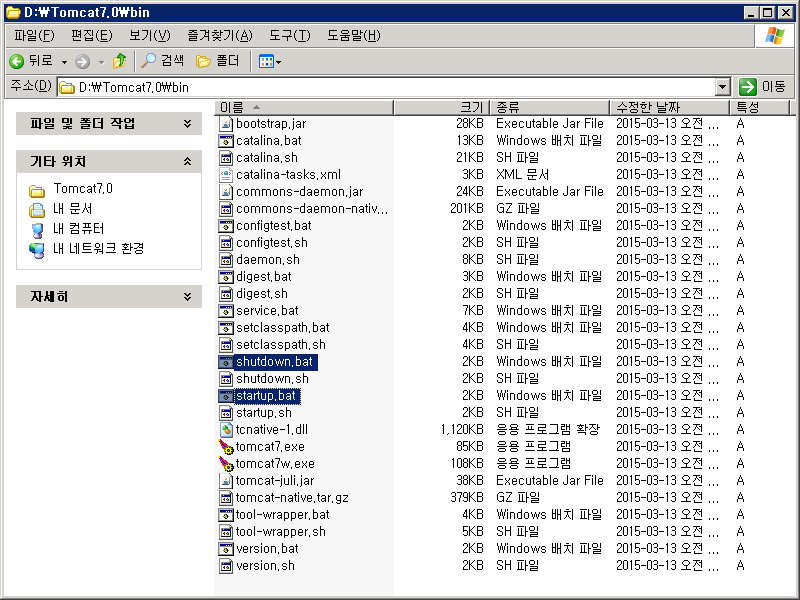 D:₩Tomcat7.0₩bin
파일(F) 편집(E) 보기(V) 즐겨찾기(A) 도구(T) 도움말(H)
뒤로 검색 폴더
주소(D) D:₩Tomcat7.0₩bin 이동
파일 및 폴더 작업
기타 위치
Tomcat7.0
내 문서
내 컴퓨터
내 네트워크 환경
자세히
이름 크기 종류 수정한 날짜 특성
bootstrap.jar 28KB Executable Jar File 2015-03-13 오전 ... A
catalina.bat 13KB Windows 배치 파일 2015-03-13 오전 ... A
catalina.sh 21KB SH 파일 2015-03-13 오전 ... A
catalina-tasks.xml 3KB XML 문서 2015-03-13 오전 ... A
commons-daemon.jar 24KB Executable Jar File 2015-03-13 오전 ... A
commons-daemon-nativ... 201KB GZ 파일 2015-03-13 오전 ... A
configtest.bat 2KB Windows 배치 파일 2015-03-13 오전 ... A
configtest.sh 2KB SH 파일 2015-03-13 오전 ... A
daemon.sh 8KB SH 파일 2015-03-13 오전 ... A
digest.bat 3KB Windows 배치 파일 2015-03-13 오전 ... A
digest.sh 2KB SH 파일 2015-03-13 오전 ... A
service.bat 7KB Windows 배치 파일 2015-03-13 오전 ... A
setclasspath.bat 4KB Windows 배치 파일 2015-03-13 오전 ... A
setclasspath.sh 4KB SH 파일 2015-03-13 오전 ... A
shutdown.bat 2KB Windows 배치 파일 2015-03-13 오전 ... A
shutdown.sh 2KB SH 파일 2015-03-13 오전 ... A
startup.bat 2KB Windows 배치 파일 2015-03-13 오전 ... A
startup.sh 2KB SH 파일 2015-03-13 오전 ... A
tcnative-1.dll 1,120KB 응용 프로그램 확장 2015-03-13 오전 ... A
tomcat7.exe 85KB 응용 프로그램 2015-03-13 오전 ... A
tomcat7w.exe 108KB 응용 프로그램 2015-03-13 오전 ... A
tomcat-juli.jar 38KB Executable Jar File 2015-03-13 오전 ... A
tomcat-native.tar.gz 379KB GZ 파일 2015-03-13 오전 ... A
tool-wrapper.bat 4KB Windows 배치 파일 2015-03-13 오전 ... A
tool-wrapper.sh 5KB SH 파일 2015-03-13 오전 ... A
version.bat 2KB Windows 배치 파일 2015-03-13 오전 ... A
version.sh 2KB SH 파일 2015-03-13 오전 ... A